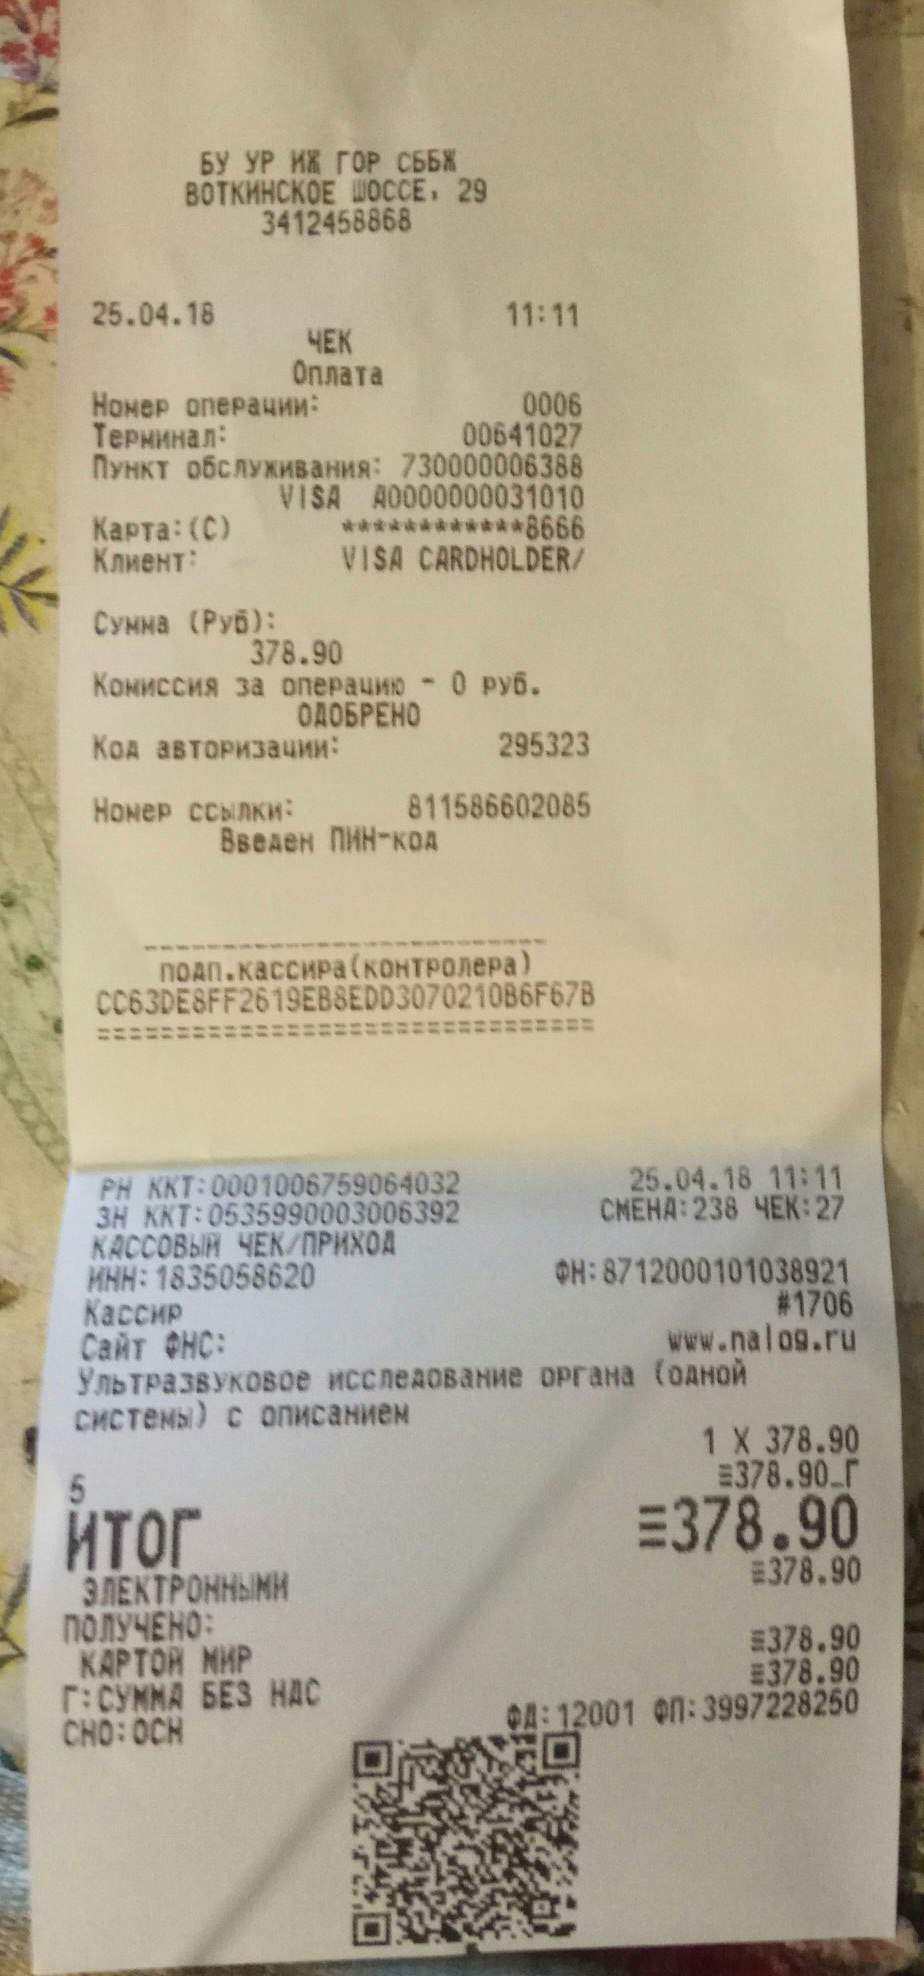 БУ УР ИЖ ГОР СББЖ
ВОТКИНСКОЕ ШОССЕ, 29
3412458868
25.04.18 11:11
ЧЕК
Оплата
Номер операции: 0006
Терминал: 00641027
Пункт обслуживания: 730000006388
VISA A0000000031010
Карта:(C) ************8666
Клиент: VISA CARDHOLDER/
Сумма (Руб):
378.90
Комиссия за операцию - 0 руб.
ОДОБРЕНО
Код авторизации: 295323
Номер ссылки: 811586602085
Введен ПИН-код
подп.кассира(контролера)
CC63DE8FF2619EB8EDD3070210B6F67B
================================
РН ККТ:0001006759064032 25.04.18 11:11
ЗН ККТ:0535990003006392 СМЕНА:238 ЧЕК:27
КАССОВЫЙ ЧЕК/ПРИХОД
ИНН:1835058620 ФН:8712000101038921
Кассир #1706
Сайт ФНС: www.nalog.ru
Ультразвуковое исследование органа (одной
системы) с описанием
1 X 378.90
5 ≡378.90_Г
ИТОГ ≡378.90
ЭЛЕКТРОННЫМИ ≡378.90
ПОЛУЧЕНО:
КАРТОЙ МИР ≡378.90
Г:СУММА БЕЗ НДС ≡378.90
СНО:ОСН ФД:12001 ФП:3997228250